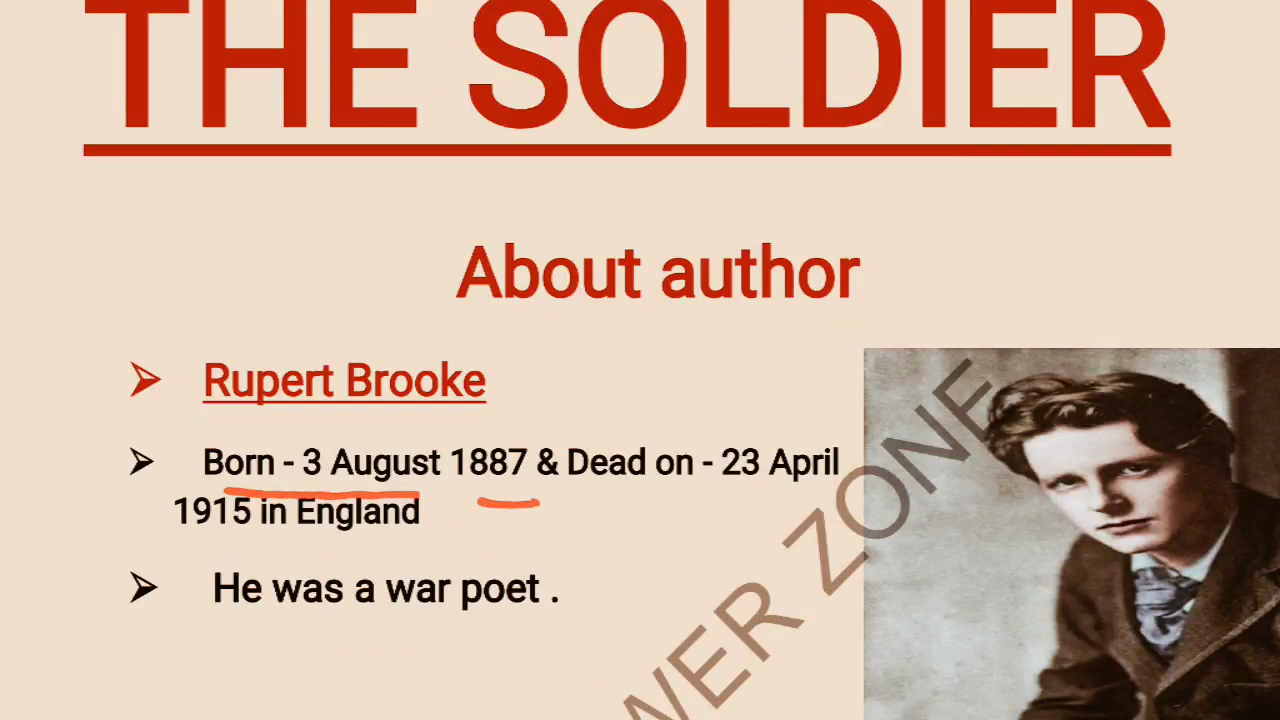 THE SOLDIER
About author
➢ Rupert Brooke
➢ Born - 3 August 1887 & Dead on - 23 April
1915 in England
➢ He was a war poet .
WER ZONE